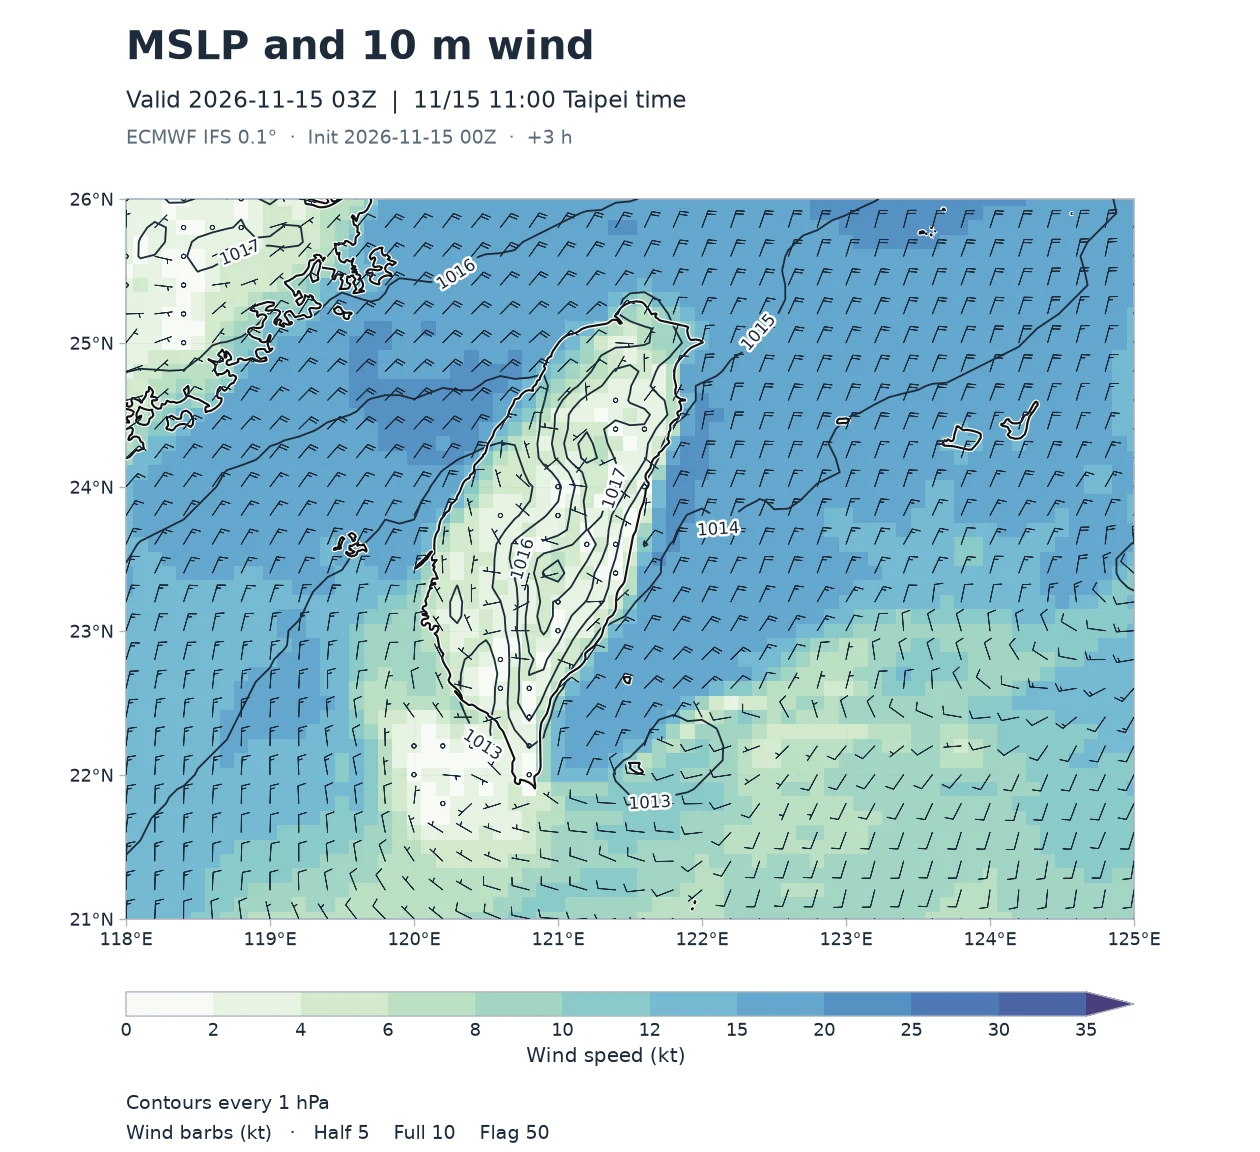 MSLP and 10 m wind
Valid 2026-11-15 03Z | 11/15 11:00 Taipei time
ECMWF IFS 0.1° · Init 2026-11-15 00Z · +3 h
26°N
25°N
24°N
23°N
22°N
21°N
1017
1016
1015
1017
1014
1016
1013
1013
118°E 119°E 120°E 121°E 122°E 123°E 124°E 125°E
0 2 4 6 8 10 12 15 20 25 30 35
Wind speed (kt)
Contours every 1 hPa
Wind barbs (kt) · Half 5 Full 10 Flag 50